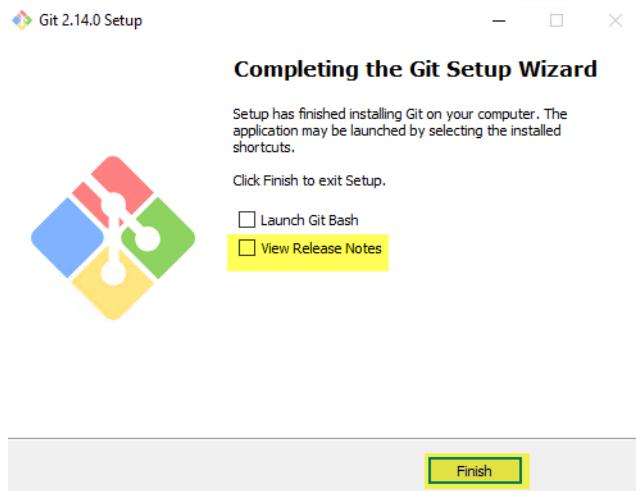 Git 2.14.0 Setup
Completing the Git Setup Wizard
Setup has finished installing Git on your computer. The
application may be launched by selecting the installed
shortcuts.
Click Finish to exit Setup.
Launch Git Bash
View Release Notes
Finish